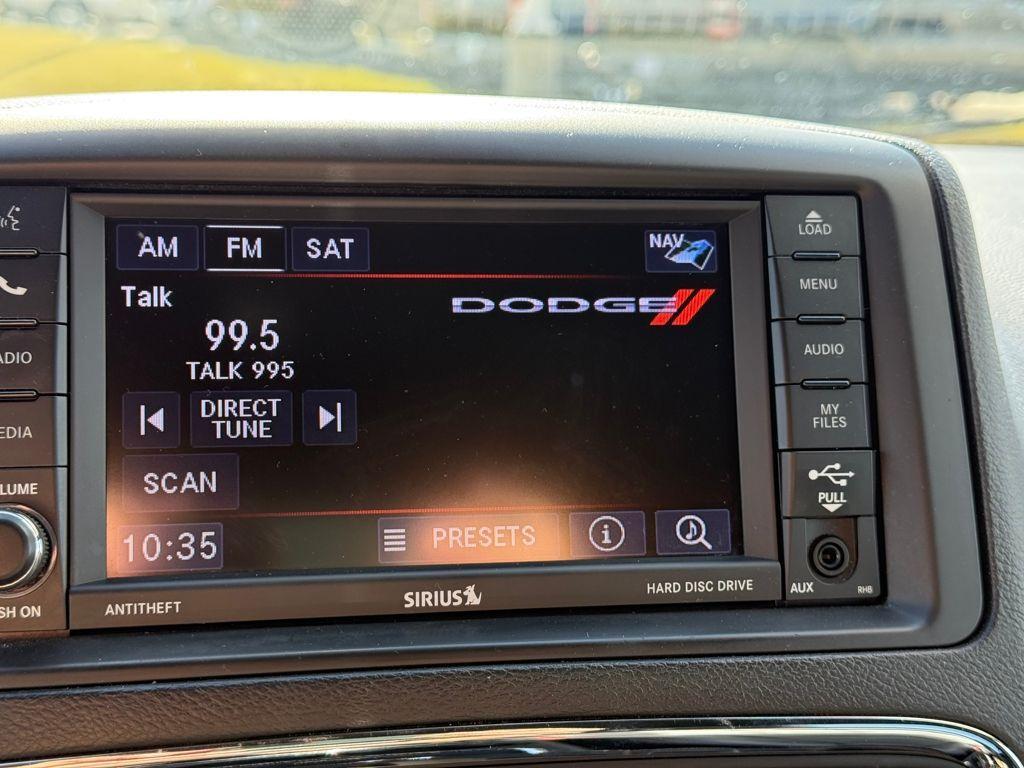 AM FM SAT NAV
Talk
DODGE
99.5
TALK 995
DIRECT
TUNE
SCAN
10:35 PRESETS i
ADIO
EDIA
LUME
SH ON
LOAD
MENU
AUDIO
MY
FILES
PULL
AUX RHB
ANTITHEFT SIRIUS HARD DISC DRIVE